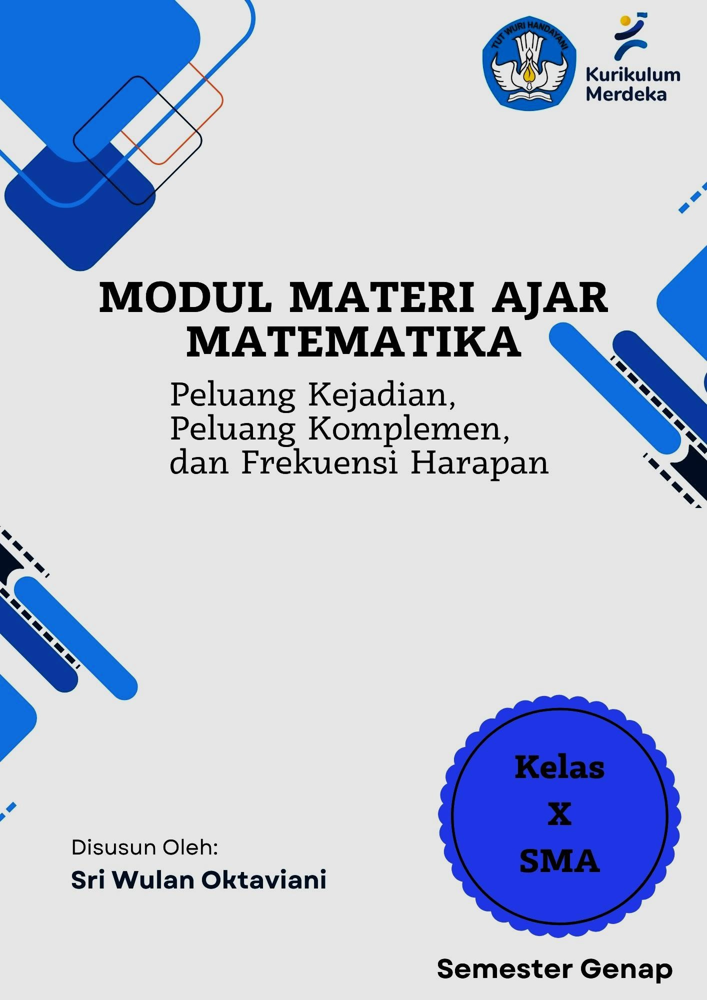 TUT WURI HANDAYANI
Kurikulum
Merdeka
MODUL MATERI AJAR
MATEMATIKA
Peluang Kejadian,
Peluang Komplemen,
dan Frekuensi Harapan
Kelas
x
SMA
Disusun Oleh:
Sri Wulan Oktaviani
Semester Genap